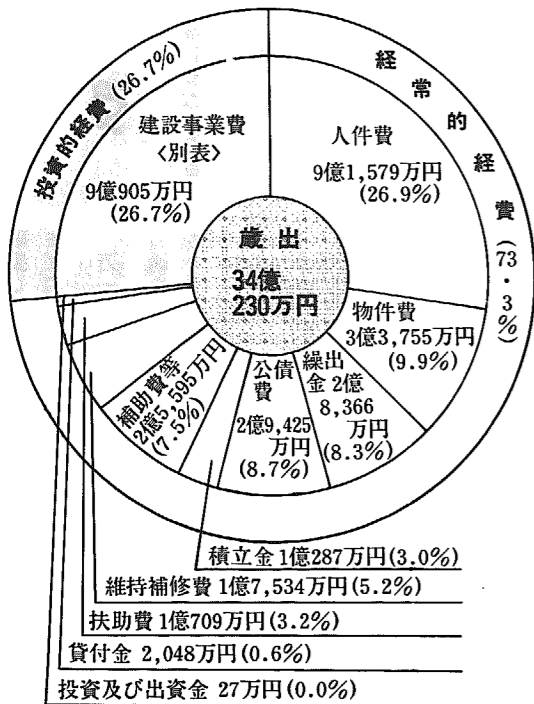 投資的経費(26.7%)
経常的経費(73・3%)
建設事業費
〈別表〉
9億905万円
(26.7%)
人件費
9億1,579万円
(26.9%)
歳出
34億
230万円
物件費
3億3,755万円
(9.9%)
繰出
金2億
8,366
万円
(8.3%)
公債
費
2億9,425
万円
(8.7%)
補助費等
2億5,595万円
(7.5%)
積立金1億287万円(3.0%)
維持補修費1億7,534万円(5.2%)
扶助費1億709万円(3.2%)
貸付金 2,048万円(0.6%)
投資及び出資金 27万円(0.0%)